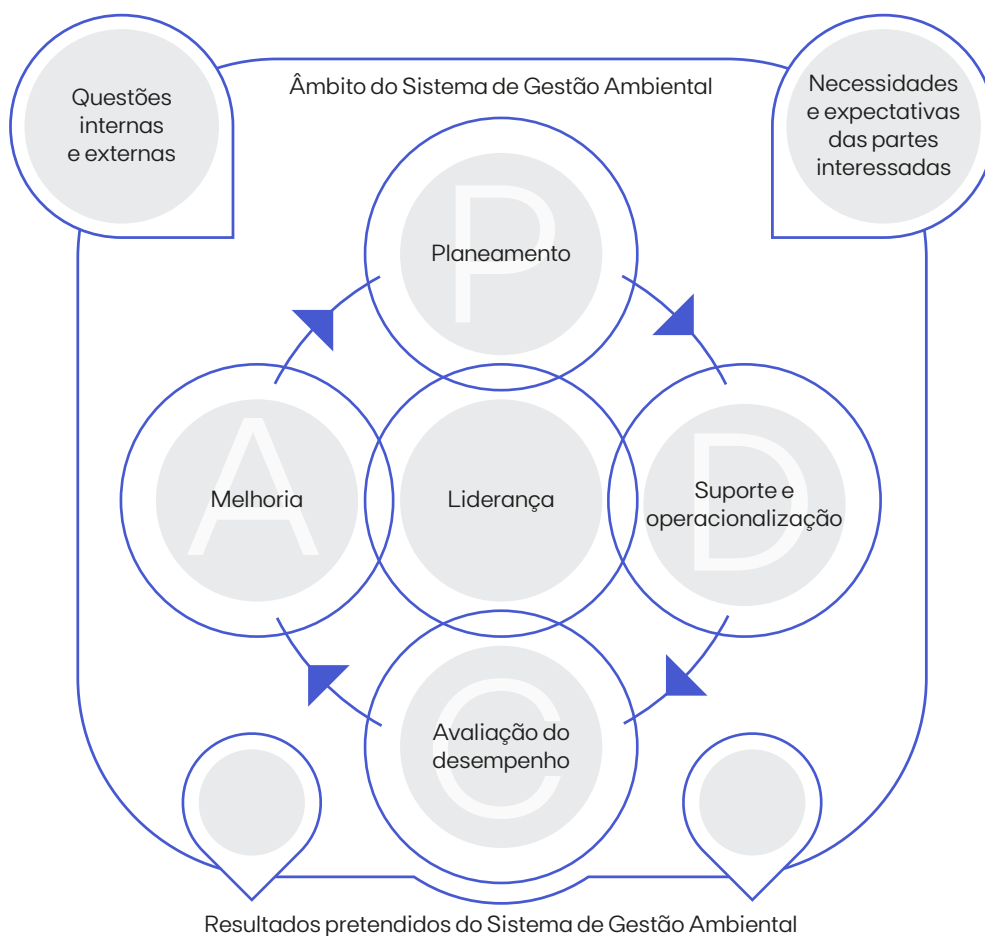 Âmbito do Sistema de Gestão Ambiental
Questões
internas
e externas
Necessidades
e expectativas
das partes
interessadas
P
Planeamento
A
Melhoria
Liderança
D
Suporte e
operacionalização
C
Avaliação do
desempenho
Resultados pretendidos do Sistema de Gestão Ambiental